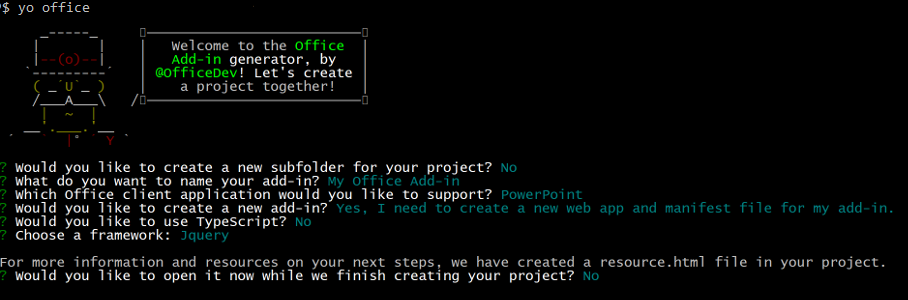 $ yo office
Welcome to the Office
Add-in generator, by
@OfficeDev! Let's create
a project together!
? Would you like to create a new subfolder for your project? No
? What do you want to name your add-in? My Office Add-in
? Which Office client application would you like to support? PowerPoint
? Would you like to create a new add-in? Yes, I need to create a new web app and manifest file for my add-in.
? Would you like to use TypeScript? No
? Choose a framework: Jquery
For more information and resources on your next steps, we have created a resource.html file in your project.
? Would you like to open it now while we finish creating your project? No